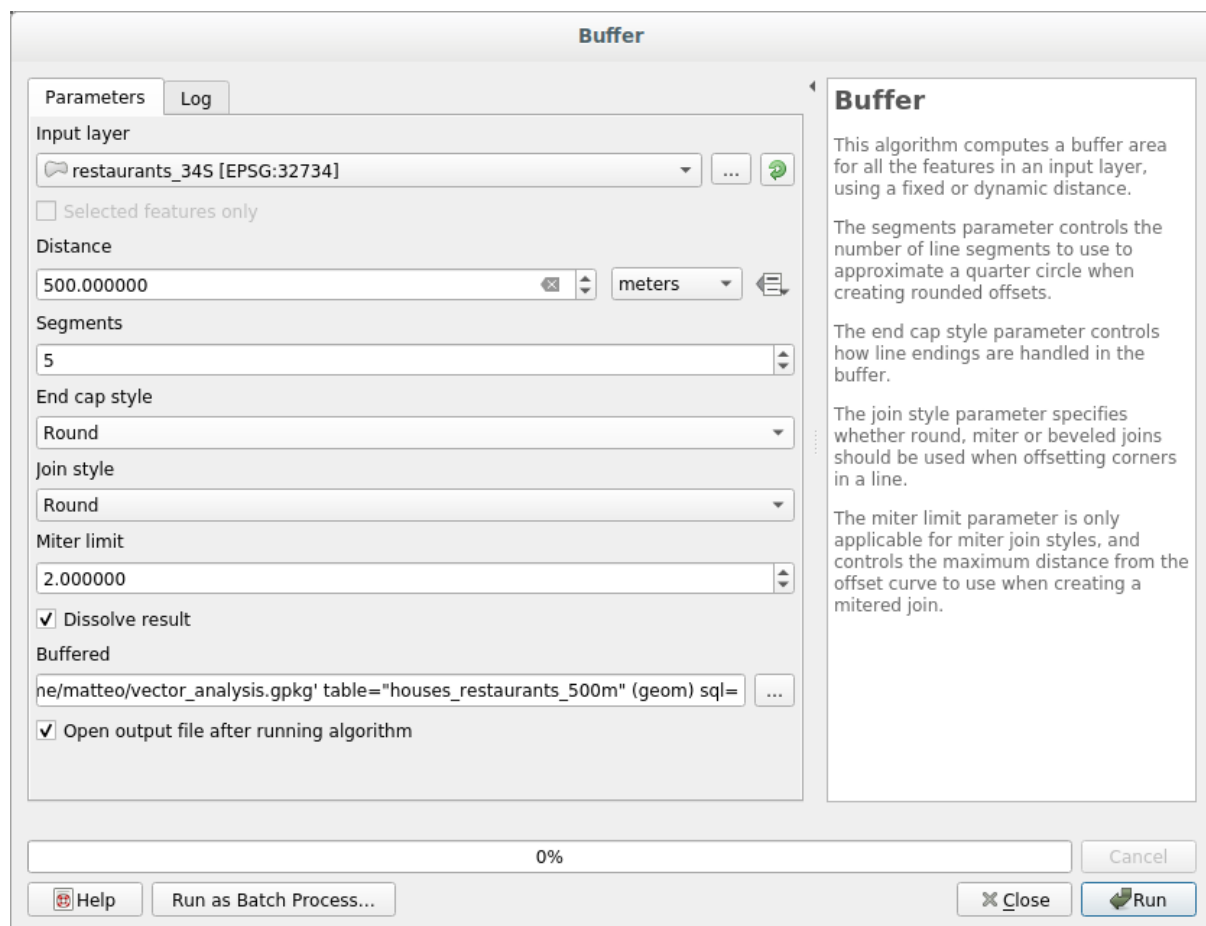 Buffer
Parameters
Log
Input layer
restaurants_34S [EPSG:32734]
...
Selected features only
Distance
500.000000
meters
Segments
5
End cap style
Round
Join style
Round
Miter limit
2.000000
Dissolve result
Buffered
ne/matteo/vector_analysis.gpkg' table="houses_restaurants_500m" (geom) sql=
...
Open output file after running algorithm
Buffer
This algorithm computes a buffer area
for all the features in an input layer,
using a fixed or dynamic distance.
The segments parameter controls the
number of line segments to use to
approximate a quarter circle when
creating rounded offsets.
The end cap style parameter controls
how line endings are handled in the
buffer.
The join style parameter specifies
whether round, miter or beveled joins
should be used when offsetting corners
in a line.
The miter limit parameter is only
applicable for miter join styles, and
controls the maximum distance from the
offset curve to use when creating a
mitered join.
0%
Cancel
Help
Run as Batch Process...
Close
Run